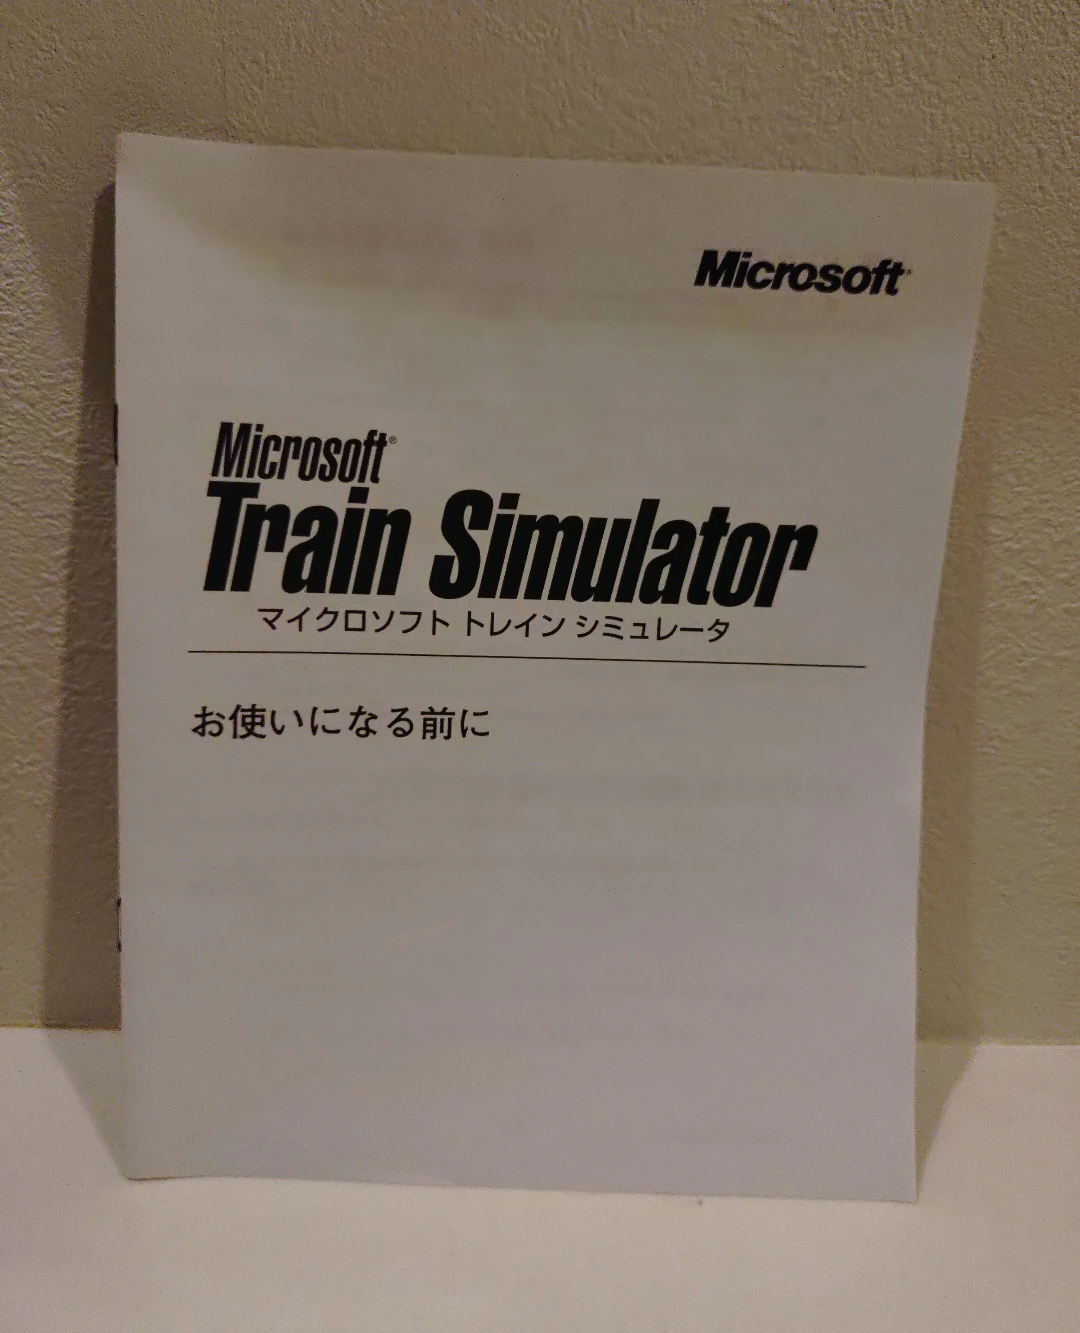 Microsoft
Microsoft®
Train Simulator
マイクロソフト トレイン シミュレータ
お使いになる前に